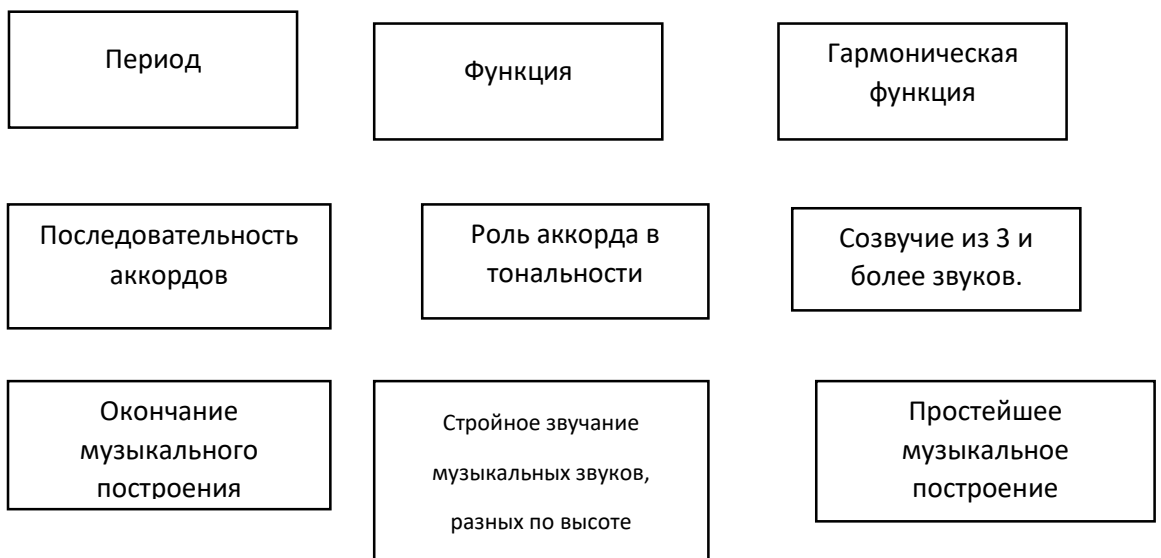 Период
Функция
Гармоническая
функция
Последовательность
аккордов
Роль аккорда в
тональности
Созвучие из 3 и
более звуков.
Окончание
музыкального
построения
Стройное звучание
музыкальных звуков,
разных по высоте
Простейшее
музыкальное
построение